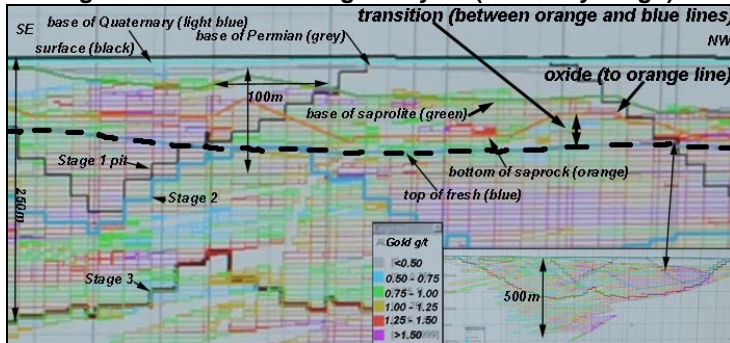 transition (between orange and blue lines)
base of Quaternary (light blue)
SE
base of Permian (grey)
surface (black)
NW
oxide (to orange line)
100m
base of saprolite (green)
Stage 1 pit
bottom of saprock (orange)
Stage 2
top of fresh (blue)
250m
Gold g/t
<0.50
0.50 - 0.75
0.75 - 1.00
1.00 - 1.25
1.25 - 1.50
>1.50
Stage 3
500m